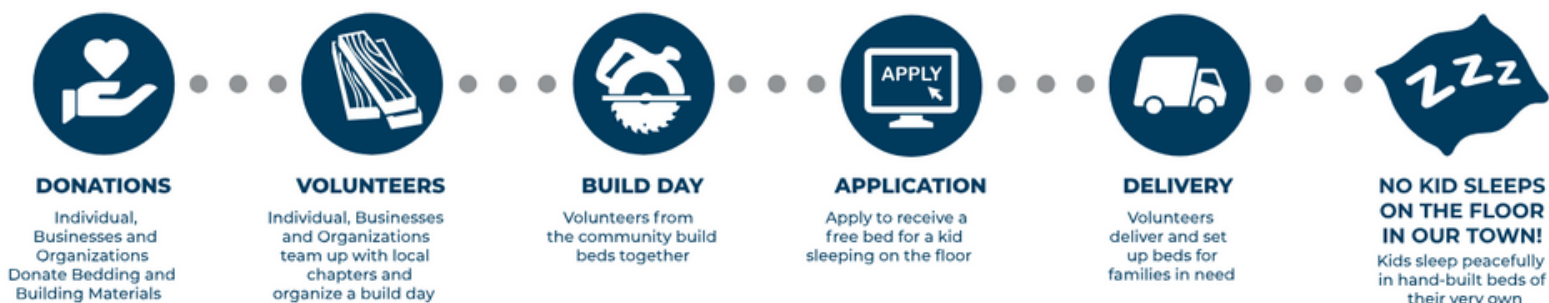 DONATIONS
Individual,
Businesses and
Organizations
Donate Bedding and
Building Materials
VOLUNTEERS
Individual, Businesses
and Organizations
team up with local
chapters and
organize a build day
BUILD DAY
Volunteers from
the community build
beds together
APPLY
APPLICATION
Apply to receive a
free bed for a kid
sleeping on the floor
DELIVERY
Volunteers
deliver and set
up beds for
families in need
ZZZ
NO KID SLEEPS
ON THE FLOOR
IN OUR TOWN!
Kids sleep peacefully
in hand-built beds of
their very own